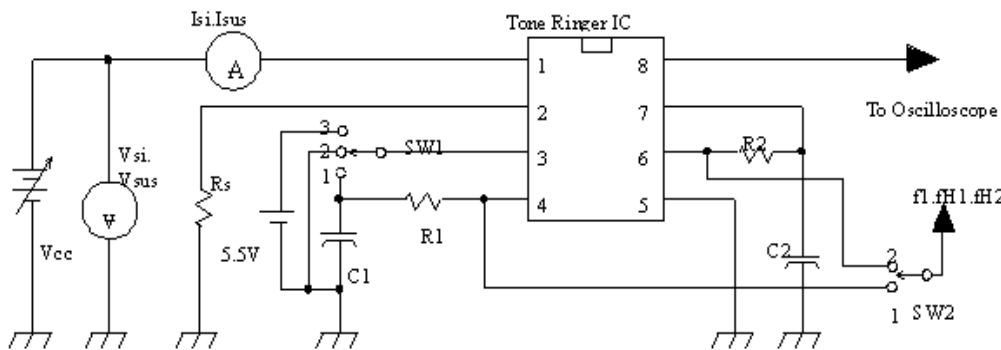 Isi.Isus
Tone Ringer IC
A
1
8
2
7
To Oscilloscope
3
2
SW1
3
6
R2
Vsi.
Vsus
Rs
1
4
5
f1.fH1.fH2
V
R1
Vcc
5.5V
C1
C2
2
1
SW2